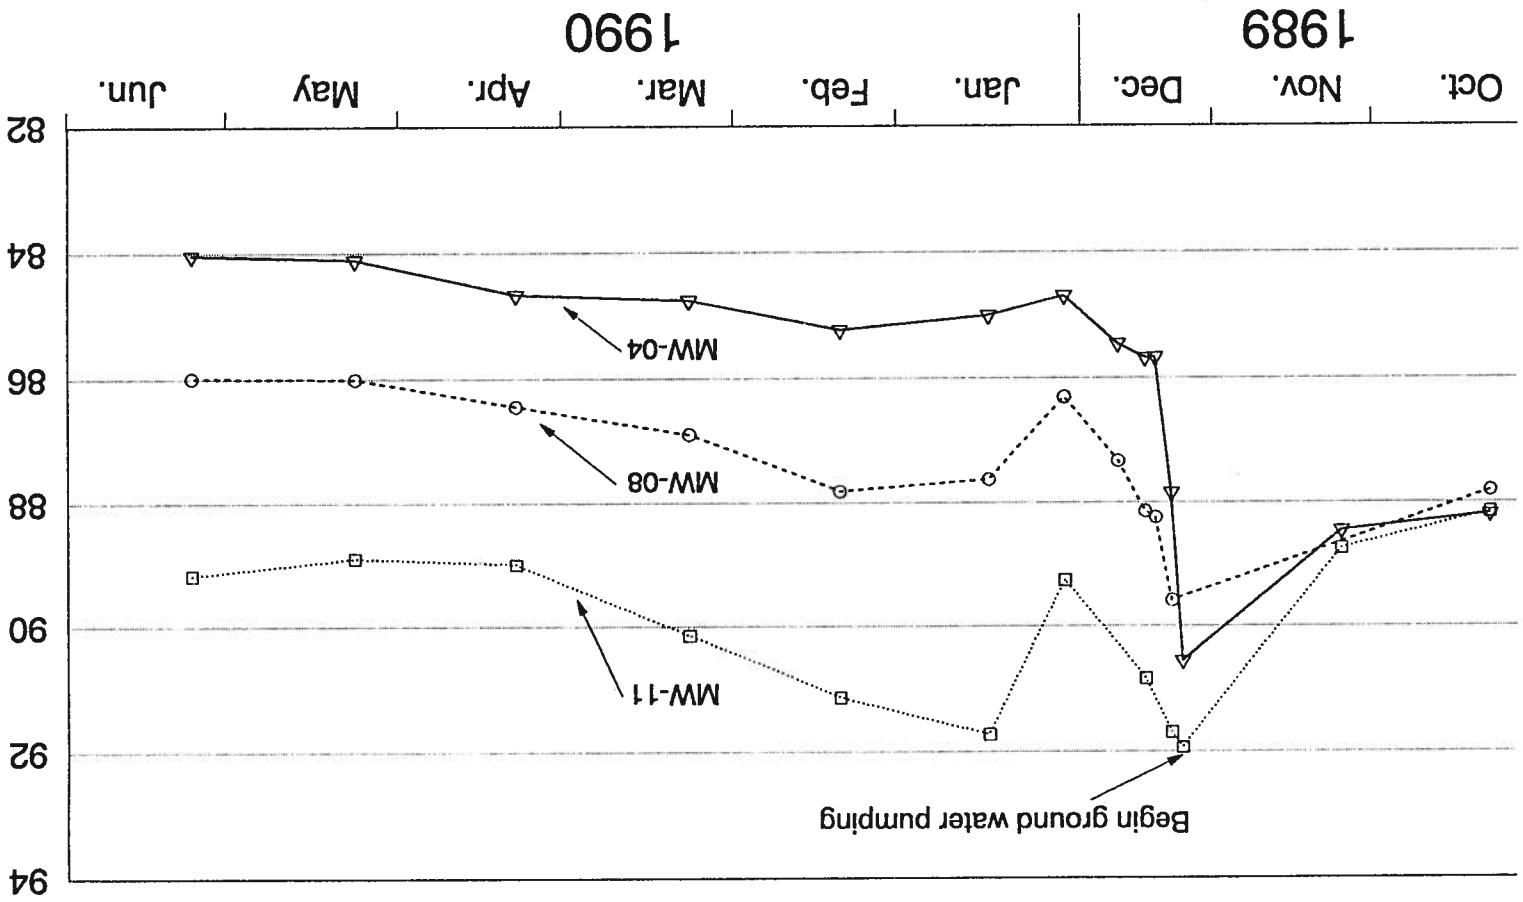 94
Begin ground water pumping
92
MW-11
90
88
MW-08
86
MW-04
84
82
Oct. Nov. Dec. Jan. Feb. Mar. Apr. May Jun.
1989 1990